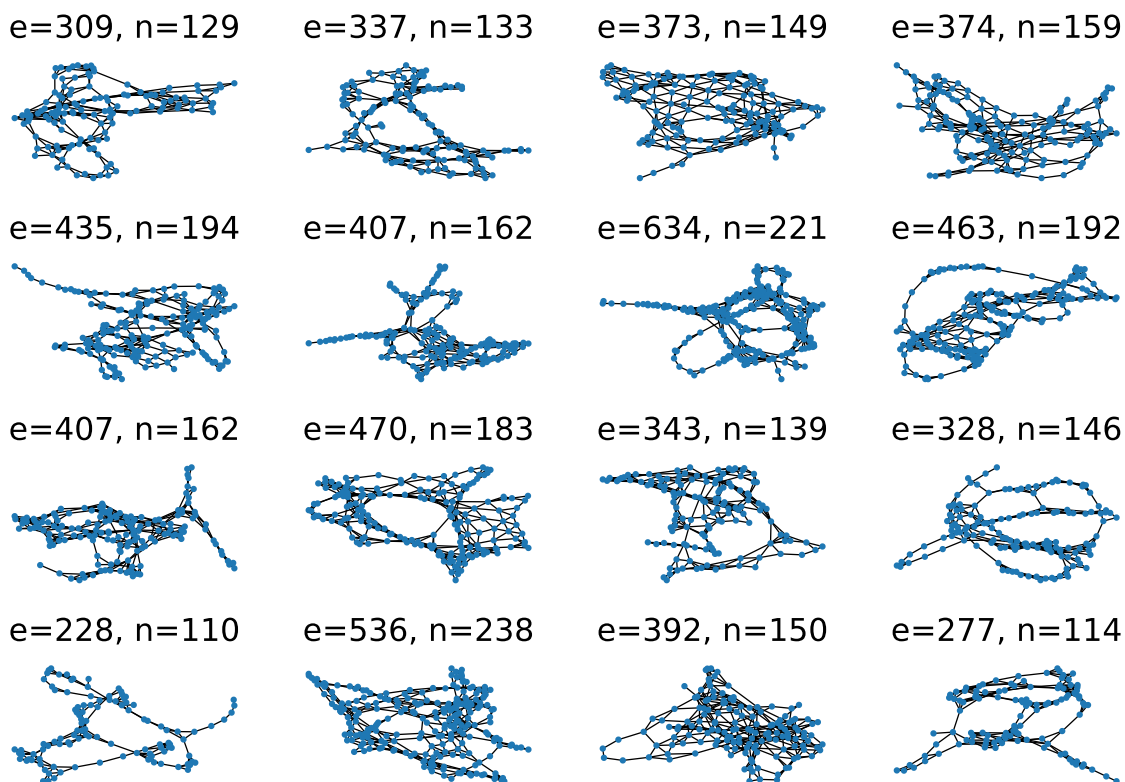 e=309, n=129 e=337, n=133 e=373, n=149 e=374, n=159
e=435, n=194 e=407, n=162 e=634, n=221 e=463, n=192
e=407, n=162 e=470, n=183 e=343, n=139 e=328, n=146
e=228, n=110 e=536, n=238 e=392, n=150 e=277, n=114